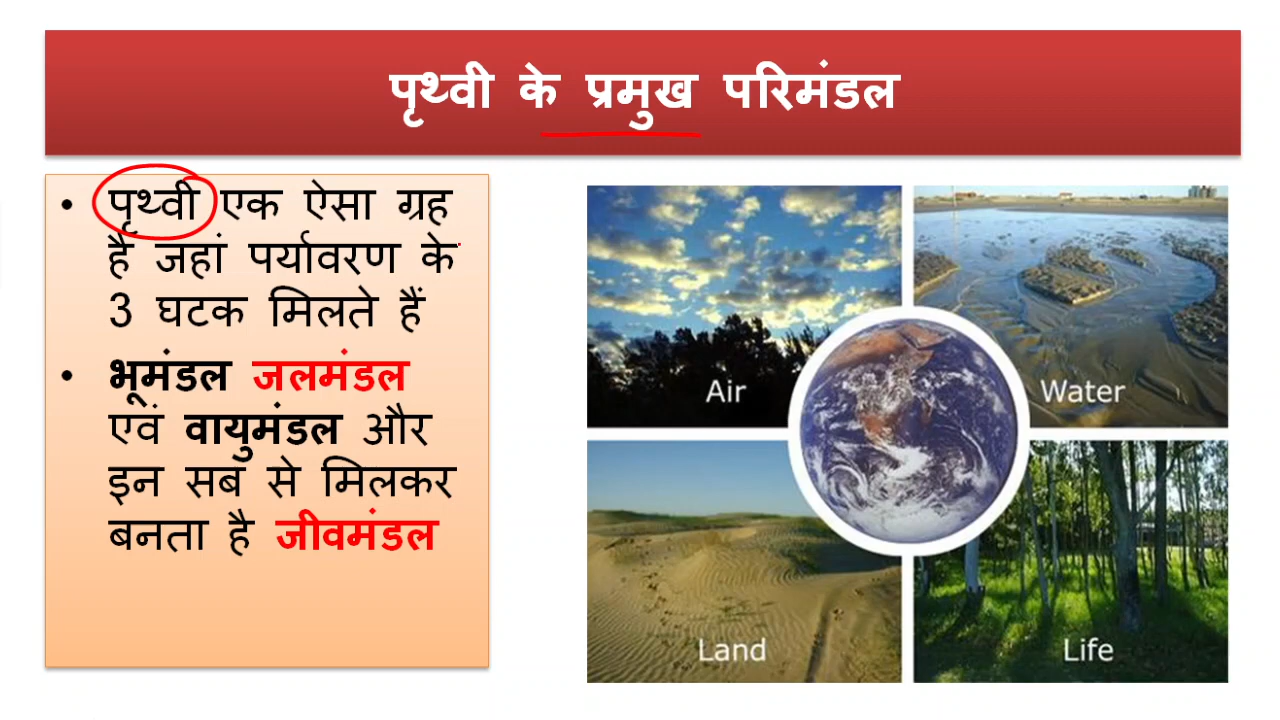 पृथ्वी के प्रमुख परिमंडल
• पृथ्वी एक ऐसा ग्रह
है जहां पर्यावरण के
3 घटक मिलते हैं
• भूमंडल जलमंडल
एवं वायुमंडल और
इन सब से मिलकर
बनता है जीवमंडल
Air
Water
Land
Life